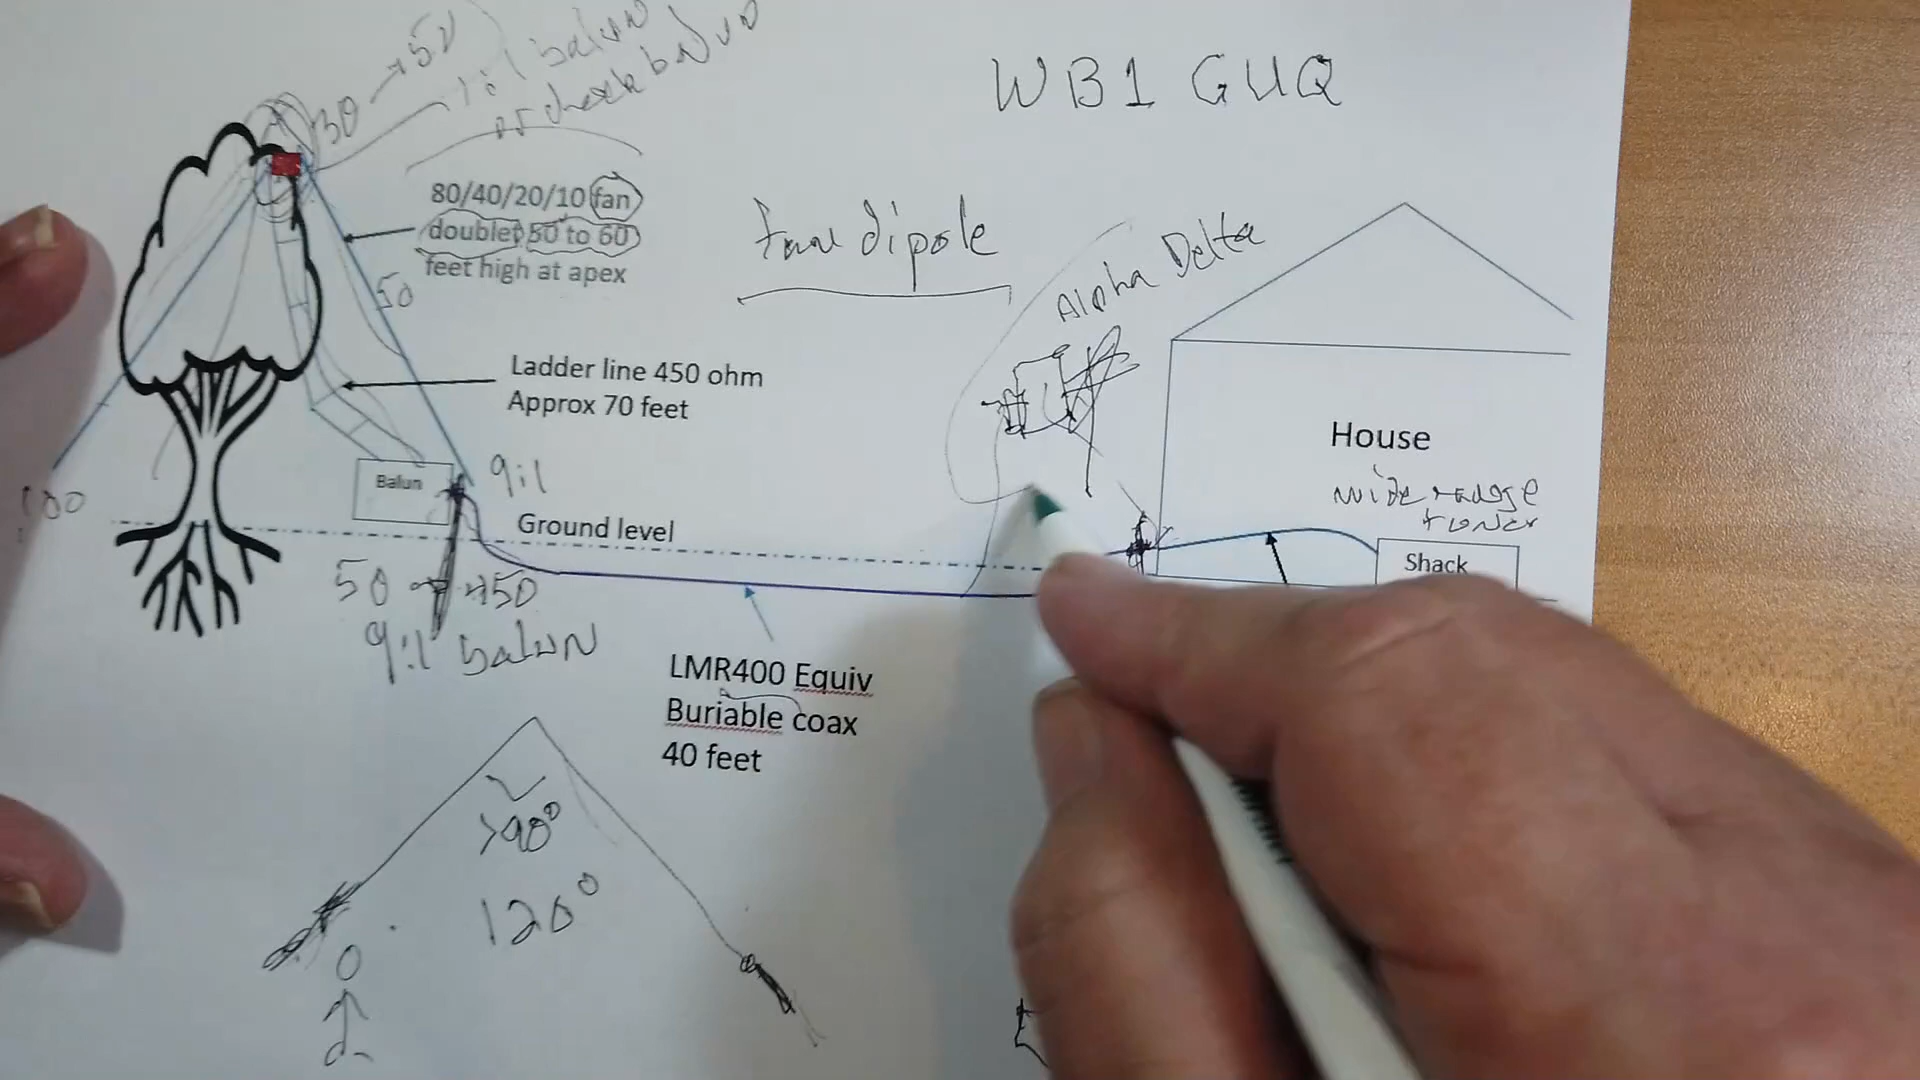 WB1 GUQ
50
30
1:1 balun
or
80/40/20/10 fan
doublet 50 to 60
feet high at apex
50
fan dipole
Alpha Delta
Ladder line 450 ohm
Approx 70 feet
100
Balun
9:1
Ground level
House
wide range
tuner
Shack
50 → 450
9:1 balun
LMR400 Equiv
Buriable coax
40 feet
>90°
120°